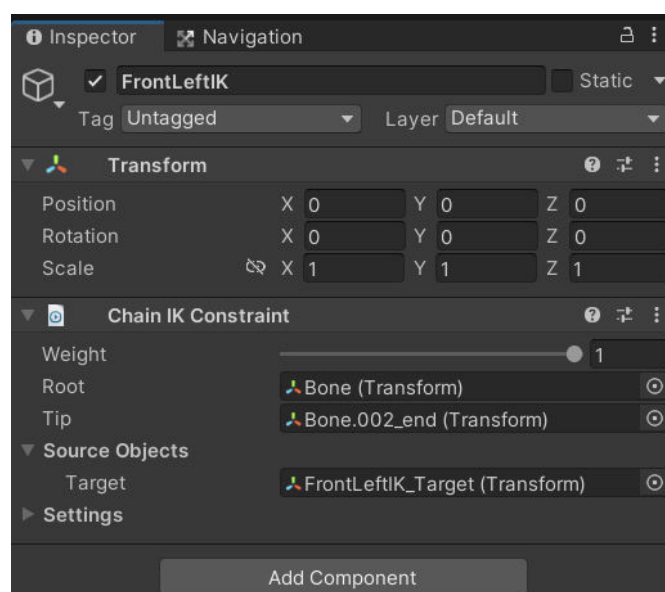 Inspector Navigation
FrontLeftIK Static
Tag Untagged Layer Default
Transform
Position X 0 Y 0 Z 0
Rotation X 0 Y 0 Z 0
Scale X 1 Y 1 Z 1
Chain IK Constraint
Weight 1
Root Bone (Transform)
Tip Bone.002_end (Transform)
Source Objects
Target FrontLeftIK_Target (Transform)
Settings
Add Component